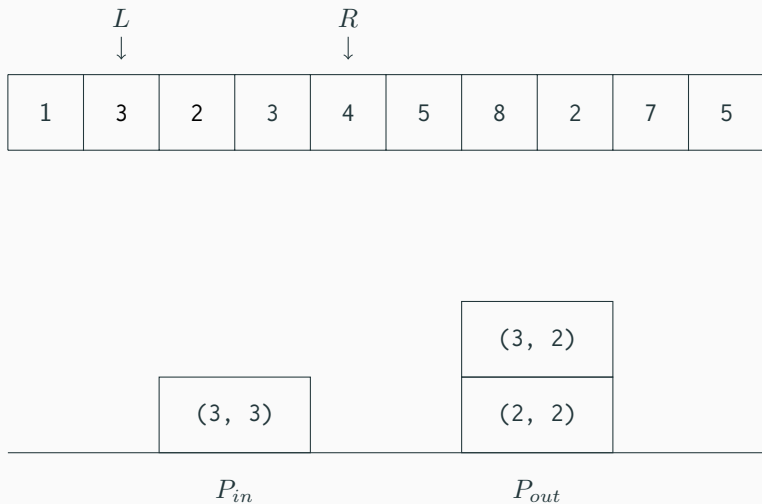 L R
↓ ↓
1 3 2 3 4 5 8 2 7 5
(3, 2)
(3, 3) (2, 2)
P_in P_out